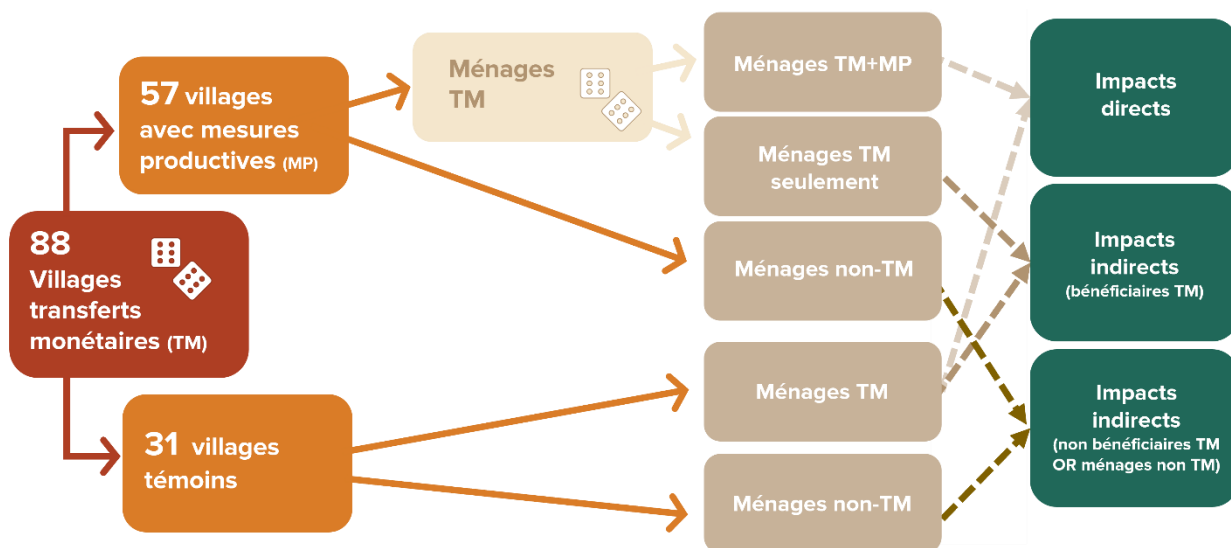 88
Villages
transferts
monétaires (TM)
57 villages
avec mesures
productives (MP)
31 villages
témoins
Ménages
TM
Ménages TM+MP
Ménages TM
seulement
Ménages non-TM
Ménages TM
Ménages non-TM
Impacts
directs
Impacts
indirects
(bénéficiaires TM)
Impacts
indirects
(non bénéficiaires TM
OR ménages non TM)